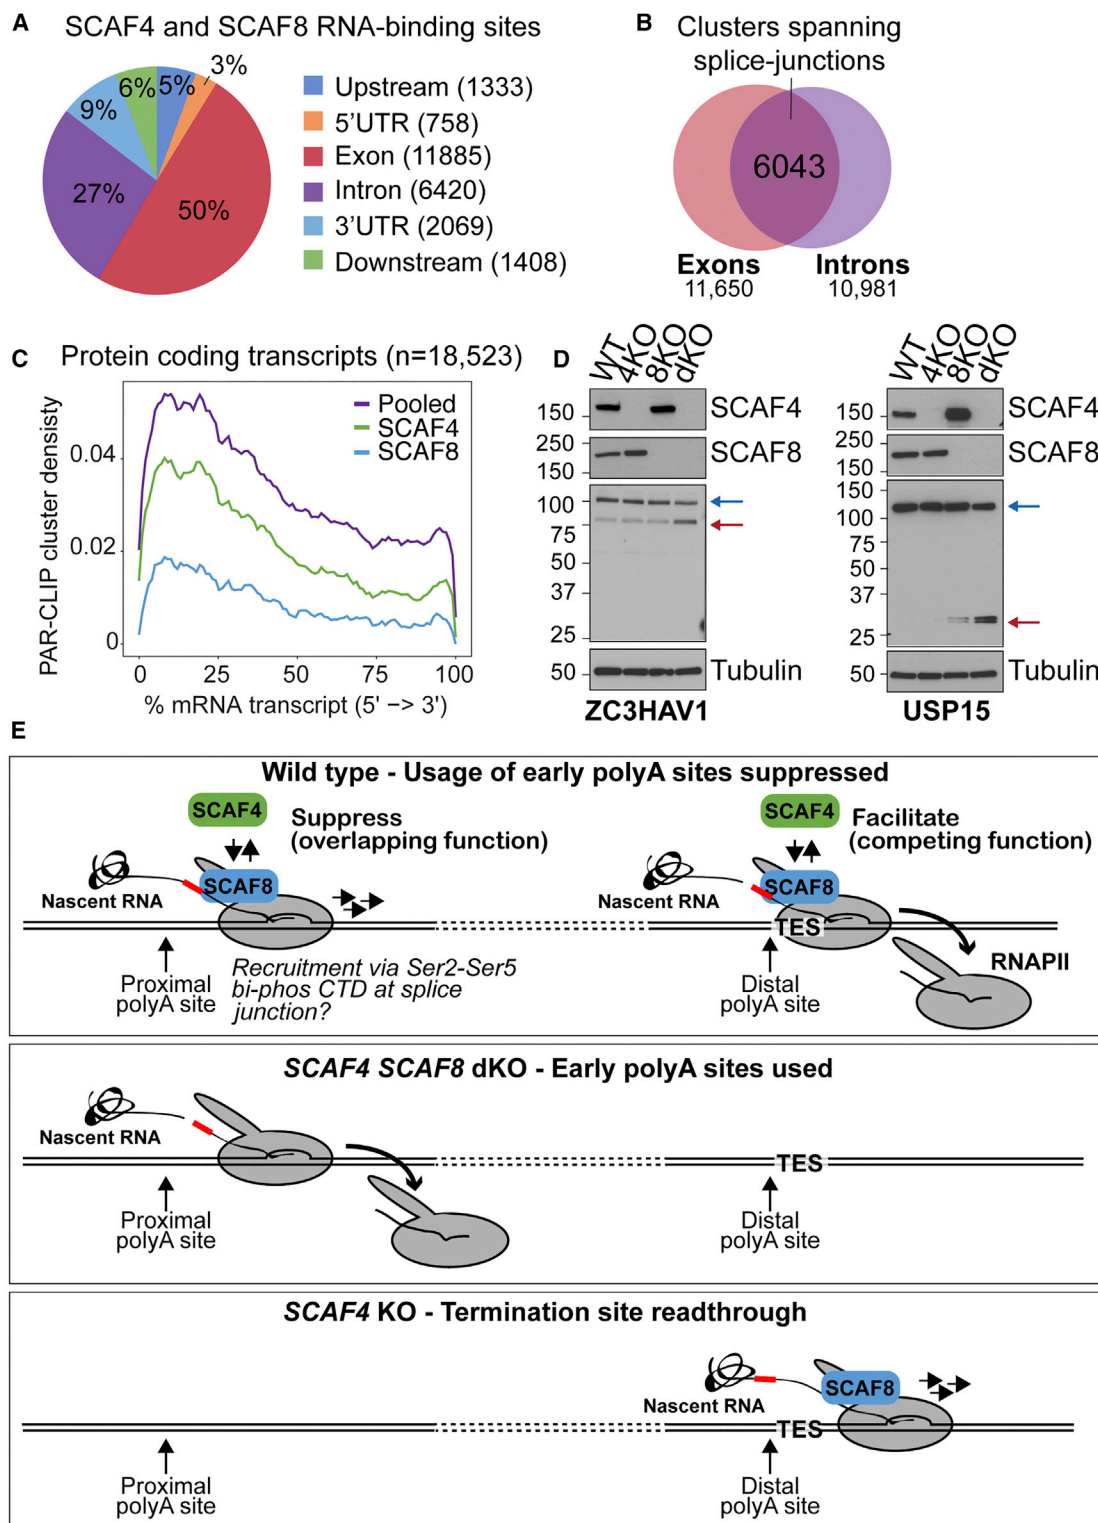 A
SCAF4 and SCAF8 RNA-binding sites
5%
3%
6%
9%
27%
50%
Upstream (1333)
5'UTR (758)
Exon (11885)
Intron (6420)
3'UTR (2069)
Downstream (1408)
B
Clusters spanning
splice-junctions
6043
Exons
11,650
Introns
10,981
C
Protein coding transcripts (n=18,523)
PAR-CLIP cluster densisty
0.04
0.02
0
Pooled
SCAF4
SCAF8
0
25
50
75
100
% mRNA transcript (5' −> 3')
D
WT
4KO
8KO
dKO
150
SCAF4
250
150
SCAF8
100
75
50
37
25
50
Tubulin
ZC3HAV1
WT
4KO
8KO
dKO
150
SCAF4
250
150
SCAF8
150
100
75
50
37
25
50
Tubulin
USP15
E
Wild type - Usage of early polyA sites suppressed
SCAF4
Suppress
(overlapping function)
SCAF8
Nascent RNA
Proximal
polyA site
Recruitment via Ser2-Ser5
bi-phos CTD at splice
junction?
SCAF4
Facilitate
(competing function)
SCAF8
Nascent RNA
TES
Distal
polyA site
RNAPII
SCAF4 SCAF8 dKO - Early polyA sites used
Nascent RNA
TES
Proximal
polyA site
Distal
polyA site
SCAF4 KO - Termination site readthrough
SCAF8
Nascent RNA
TES
Proximal
polyA site
Distal
polyA site